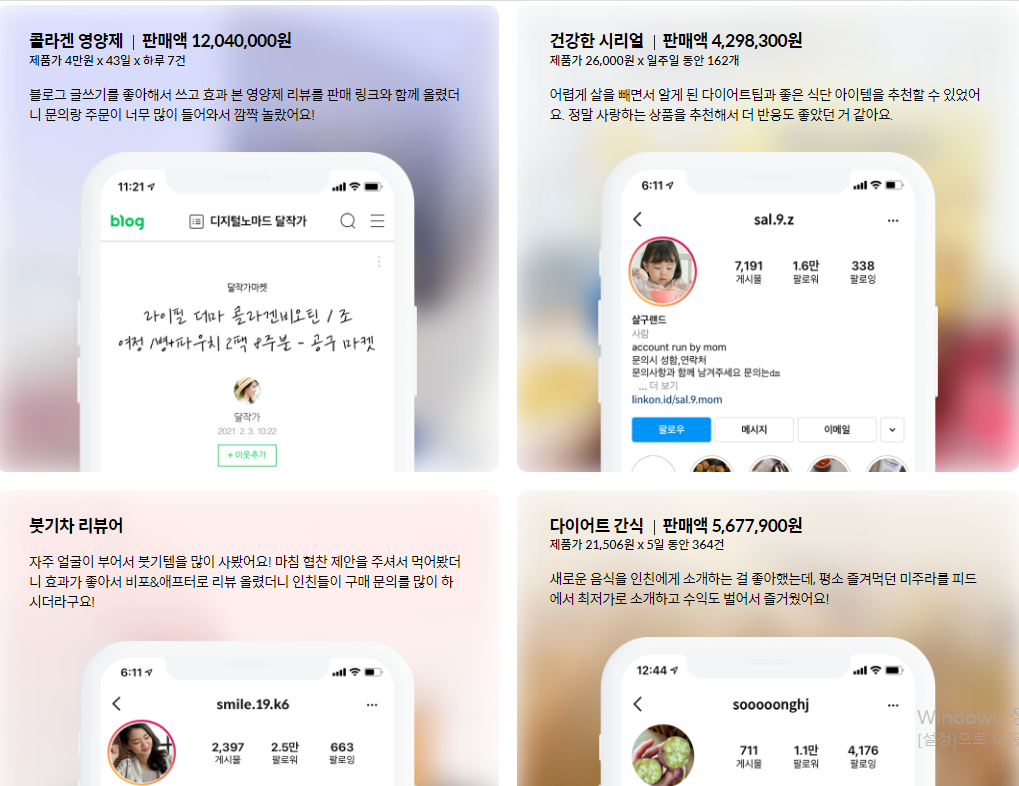 콜라겐 영양제 | 판매액 12,040,000원
제품가 4만원 x 43일 x 하루 7건
블로그 글쓰기를 좋아해서 쓰고 효과 본 영양제 리뷰를 판매 링크와 함께 올렸더
니 문의랑 주문이 너무 많이 들어와서 깜짝 놀랐어요!
11:21
blog
디지털노마드 달작가
달작가마켓
라이필 더마 콜라겐비오틴 / 조
여정 1병+파우치 2팩 8주분 - 공구 마켓
달작가
2021. 2. 3. 10:22
+ 이웃추가
건강한 시리얼 | 판매액 4,298,300원
제품가 26,000원 x 일주일 동안 162개
어렵게 살을 빼면서 알게 된 다이어트팁과 좋은 식단 아이템을 추천할 수 있었어
요. 정말 사랑하는 상품을 추천해서 더 반응도 좋았던 거 같아요.
6:11
sal.9.z
7,191 1.6만 338
게시물 팔로워 팔로잉
살구랜드
사람
account run by mom
문의시 성함,연락처
문의사항과 함께 남겨주세요 문의는dm
... 더 보기
linkon.id/sal.9.mom
팔로우 메시지 이메일
붓기차 리뷰어
자주 얼굴이 부어서 붓기템을 많이 사봤어요! 마침 협찬 제안을 주셔서 먹어봤더
니 효과가 좋아서 비포&애프터로 리뷰 올렸더니 인친들이 구매 문의를 많이 하
시더라구요!
6:11
smile.19.k6
2,397 2.5만 663
게시물 팔로워 팔로잉
다이어트 간식 | 판매액 5,677,900원
제품가 21,506원 x 5일 동안 364건
새로운 음식을 인친에게 소개하는 걸 좋아했는데, 평소 즐겨먹던 미주라를 피드
에서 최저가로 소개하고 수익도 벌어서 즐거웠어요!
12:44
sooooonghj
711 1.1만 4,176
게시물 팔로워 팔로잉
Windows 정
[설정]으로